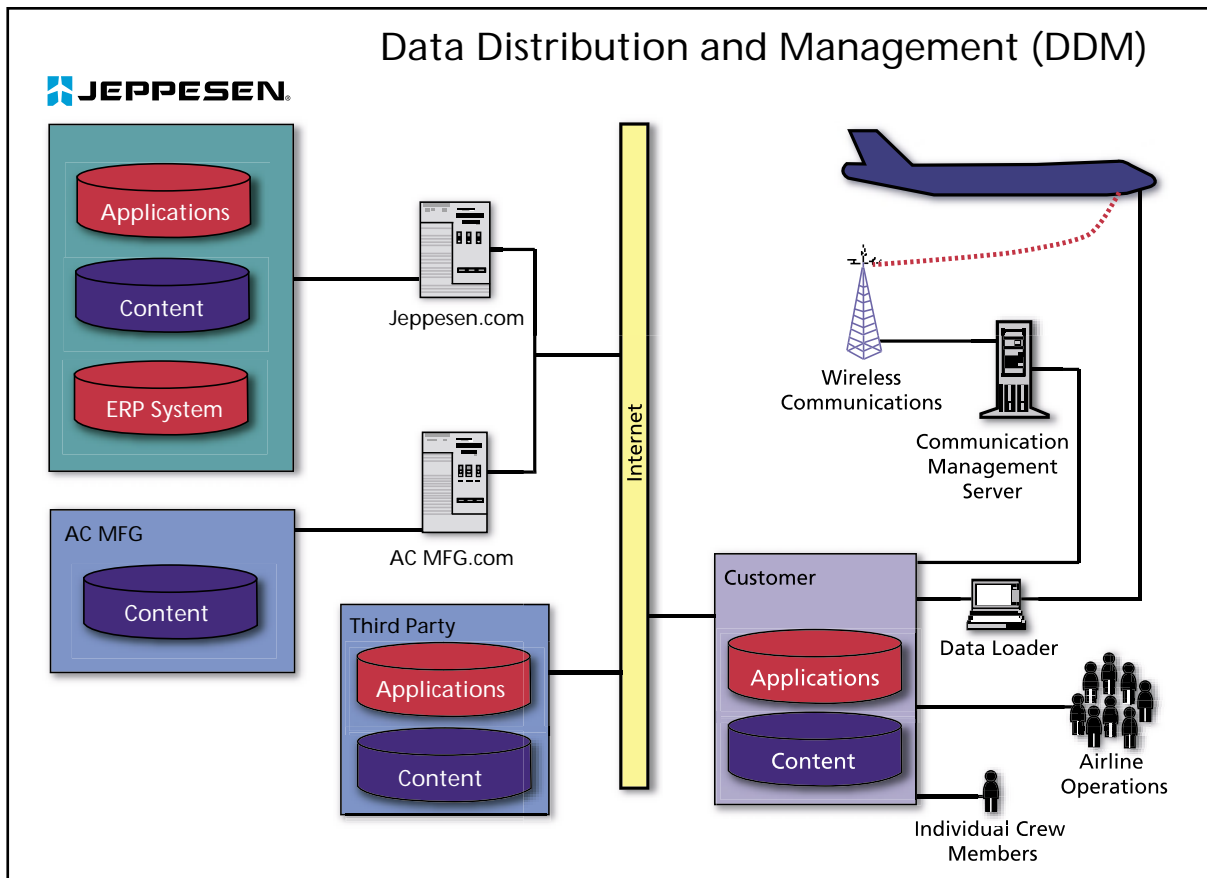 Data Distribution and Management (DDM)
JEPPESEN®
Applications
Content
ERP System
Jeppesen.com
AC MFG
Content
AC MFG.com
Third Party
Applications
Content
Internet
Wireless
Communications
Communication
Management
Server
Customer
Applications
Content
Data Loader
Airline
Operations
Individual Crew
Members